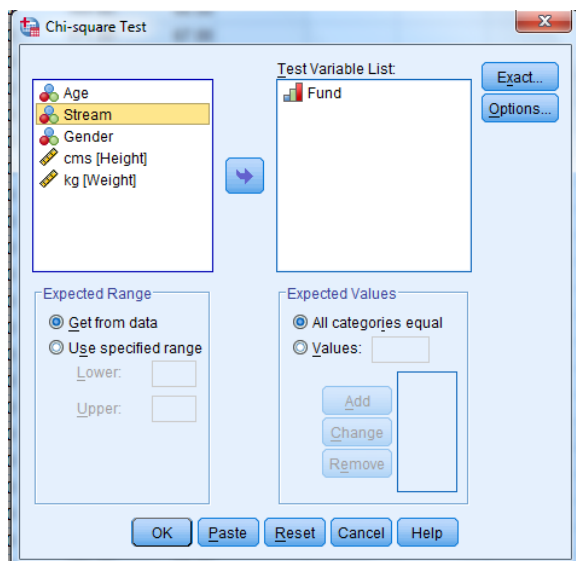 Chi-square Test
x
Test Variable List:
Age
Stream
Gender
cms [Height]
kg [Weight]
Fund
Exact...
Options...
Expected Range
Get from data
Use specified range
Lower:
Upper:
Expected Values
All categories equal
Values:
Add
Change
Remove
OK Paste Reset Cancel Help